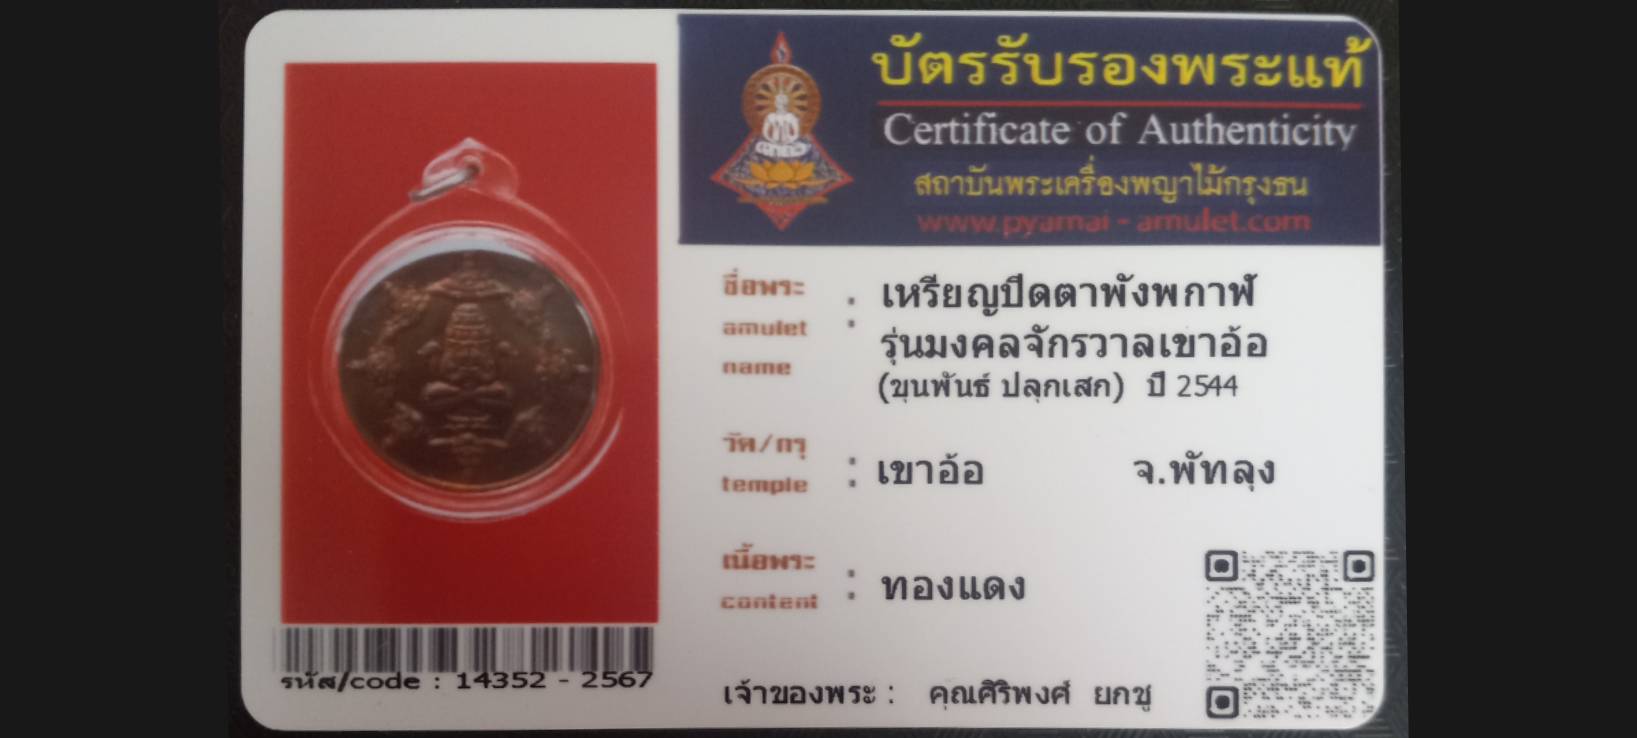 บัตรรับรองพระแท้
Certificate of Authenticity
สถาบันพระเครื่องพญาไม้กรุงธน
www.pyamai - amulet.com
ชื่อพระ
amulet
name
: เหรียญปิดตาพังพกาฬ
รุ่นมงคลจักรวาลเขาอ้อ
(ขุนพันธ์ ปลุกเสก) ปี 2544
วัด/กรุ
temple
: เขาอ้อ จ.พัทลุง
เนื้อพระ
content
: ทองแดง
รหัส/code : 14352 - 2567
เจ้าของพระ : คุณศิริพงศ์ ยกชู